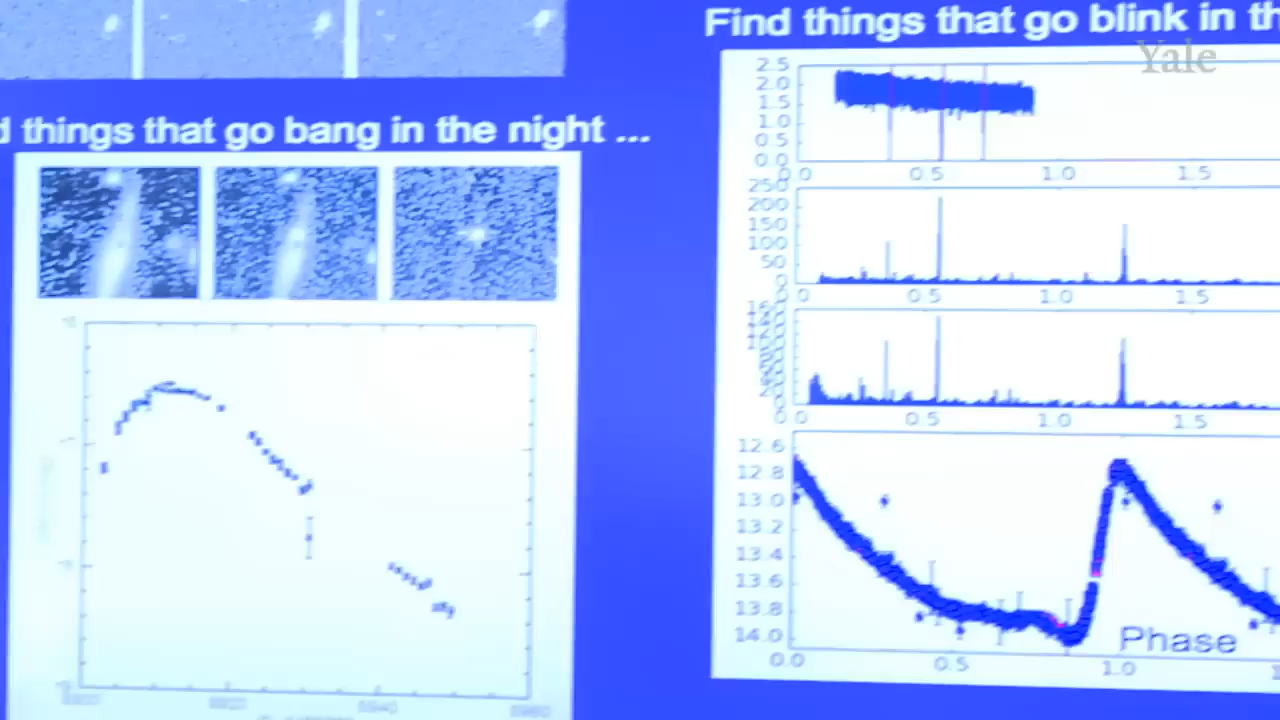 Find things that go blink in
Yale
things that go bang in the night ...
2.5
2.0
1.5
1.0
0.5
0.0
0.0 0.5 1.0 1.5
250
200
150
100
50
0
0 0.5 1.0 1.5
0
0.0 0.5 1.0 1.5
12.6
12.8
13.0
13.2
13.4
13.6
13.8
14.0
Phase
0.0 0.5 1.0